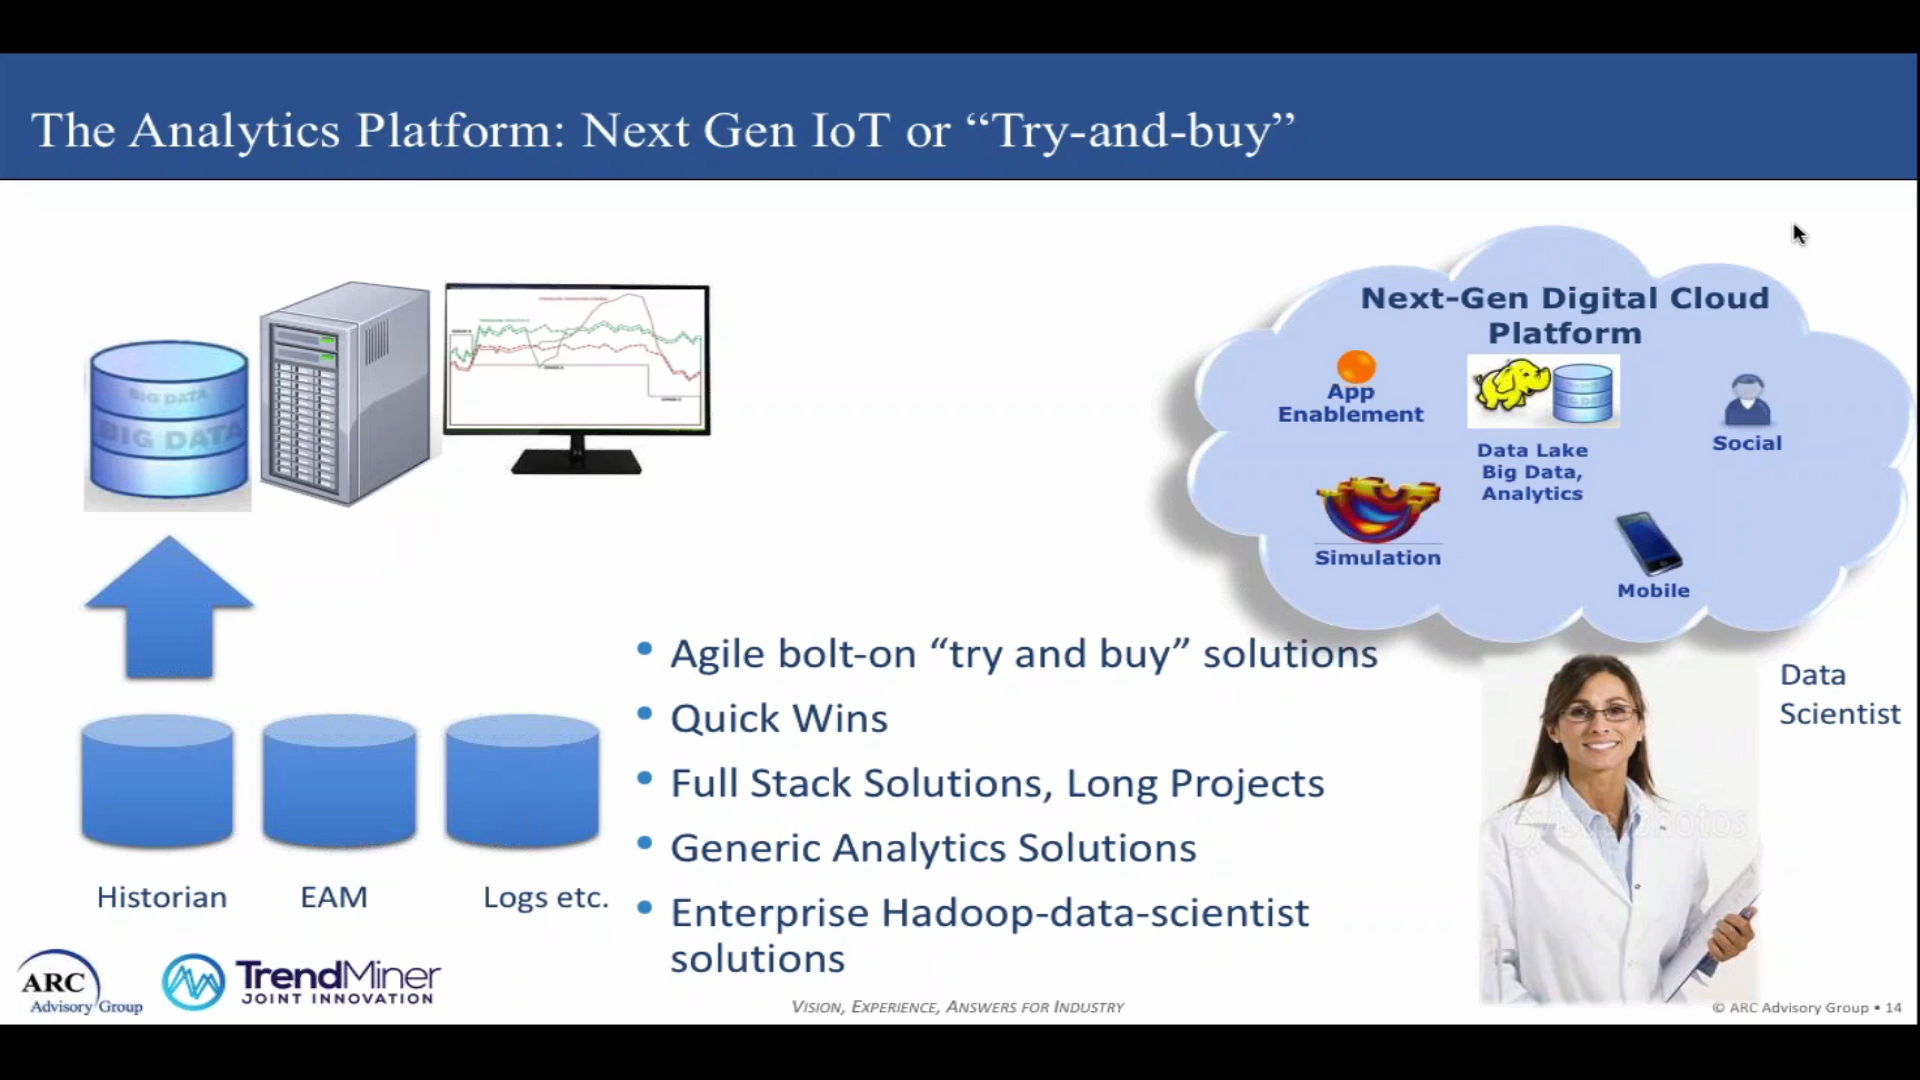 The Analytics Platform: Next Gen IoT or “Try-and-buy”
BIG DATA
BIG DATA
Next-Gen Digital Cloud
Platform
App
Enablement
Data Lake
Big Data,
Analytics
Social
Simulation
Mobile
• Agile bolt-on “try and buy” solutions
• Quick Wins
• Full Stack Solutions, Long Projects
• Generic Analytics Solutions
• Enterprise Hadoop-data-scientist
solutions
Data
Scientist
Historian
EAM
Logs etc.
ARC
Advisory Group
TrendMiner
JOINT INNOVATION
VISION, EXPERIENCE, ANSWERS FOR INDUSTRY
© ARC Advisory Group • 14